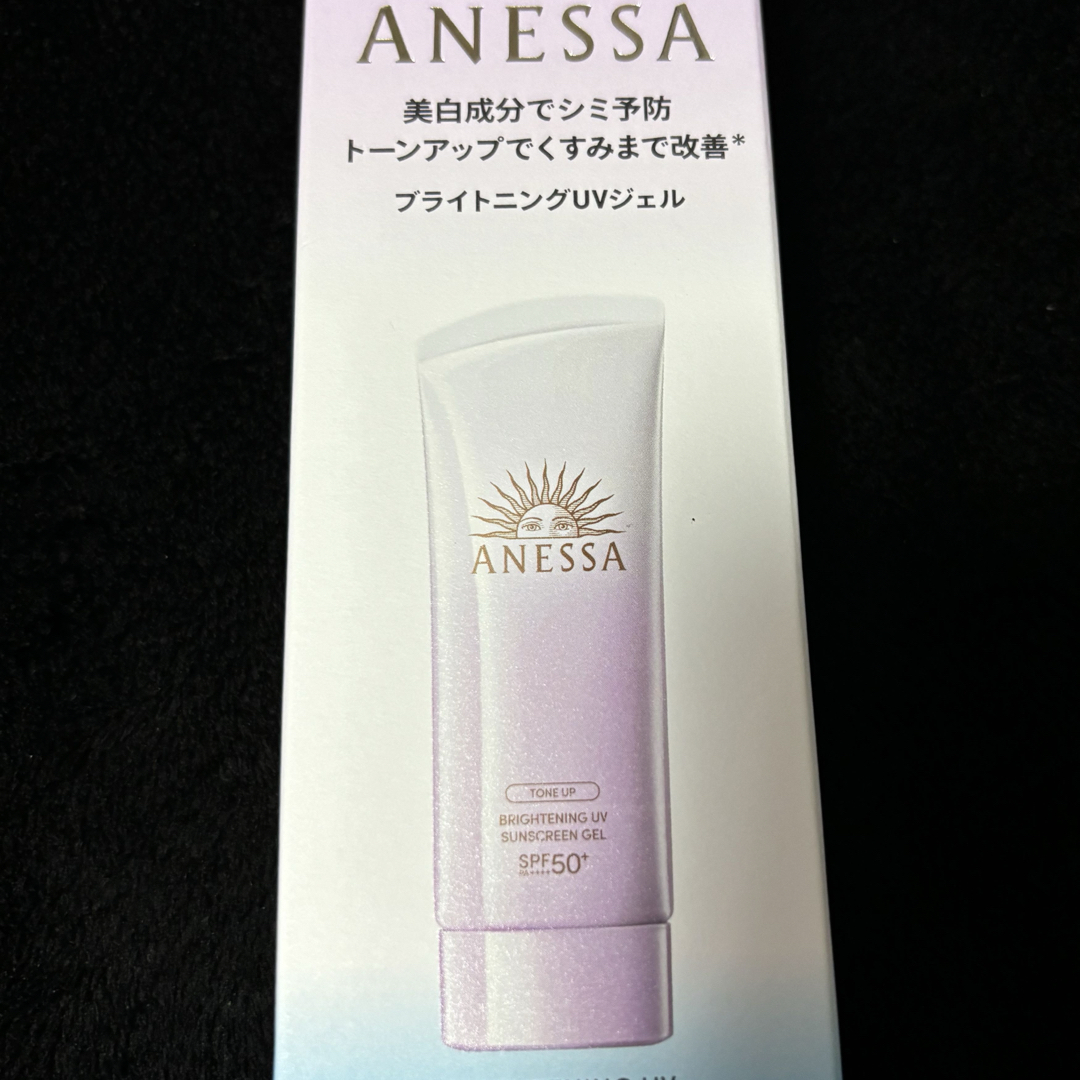 ANESSA
美白成分でシミ予防
トーンアップでくすみまで改善*
ブライトニングUVジェル
ANESSA
TONE UP
BRIGHTENING UV
SUNSCREEN GEL
SPF50+
PA++++